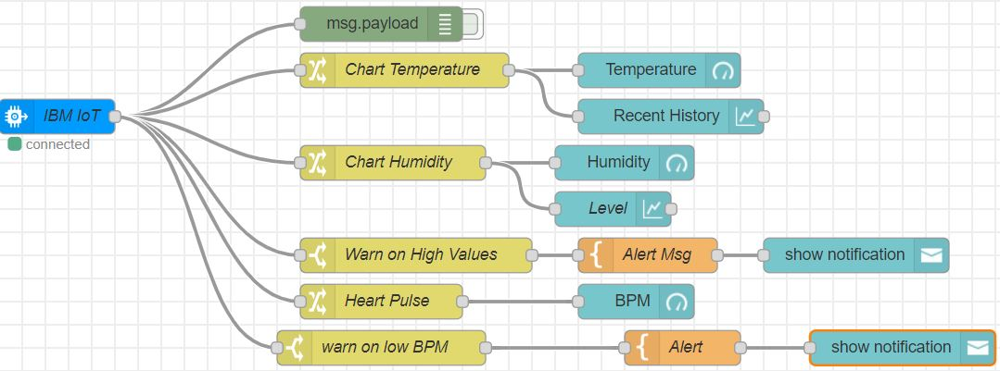 msg.payload
Chart Temperature
Temperature
IBM IoT
connected
Recent History
Chart Humidity
Humidity
Level
Warn on High Values
Alert Msg
show notification
Heart Pulse
BPM
warn on low BPM
Alert
show notification